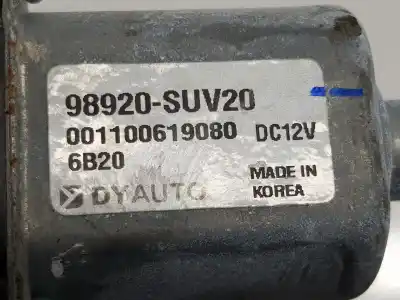 98920-SUV20
001100619080 DC12V
6B20
DYAUTO
MADE IN
KOREA